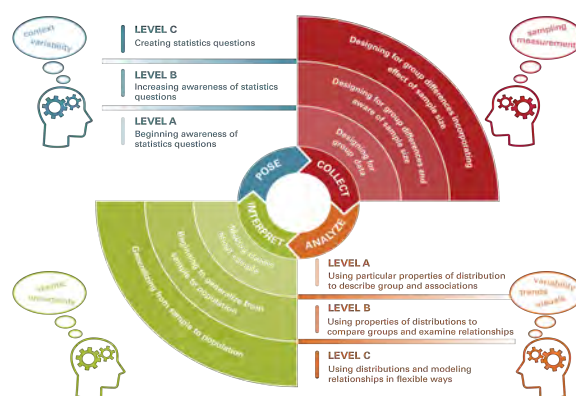 context
variability
LEVEL C
Creating statistics questions
LEVEL B
Increasing awareness of statistics
questions
LEVEL A
Beginning awareness of
statistics questions
Designing for group differences incorporating
effect of sample size
Designing for group differences and
aware of sample size
Designing for
group data
sampling
measurement
POSE
COLLECT
INTERPRET
ANALYZE
Beginning to generalize from
sample to population
Generalizing from sample to population
LEVEL A
Using particular properties of distribution
to describe group and associations
LEVEL B
Using properties of distributions to
compare groups and examine relationships
LEVEL C
Using distributions and modeling
relationships in flexible ways
uncertainty
variability
trends
visuals